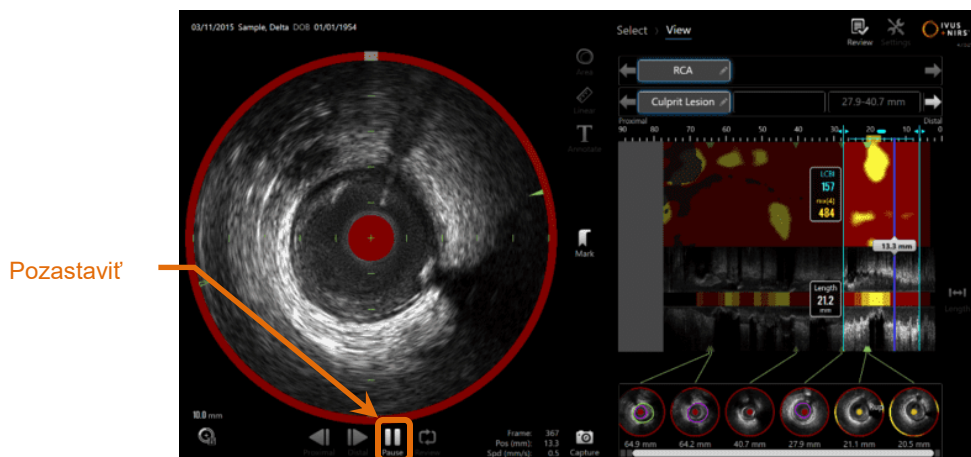 03/11/2015 Sample, Delta DOB 01/01/1954
Select > View
Review
Settings
IVUS
+NIRS
Area
Linear
T
Annotate
Mark
RCA
Culprit Lesion
27.9-40.7 mm
Proximal
Distal
90 80 70 60 50 40 30 20 10 0
LCBI
157
mx[4]
484
13.3 mm
Length
21.2
mm
Length
Pozastaviť
10.0 mm
Proximal
Distal
Pause
Review
Frame: 367
Pos (mm): 13.3
Spd (mm/s): 0.5
Capture
64.9 mm
64.2 mm
40.7 mm
27.9 mm
21.1 mm
20.5 mm